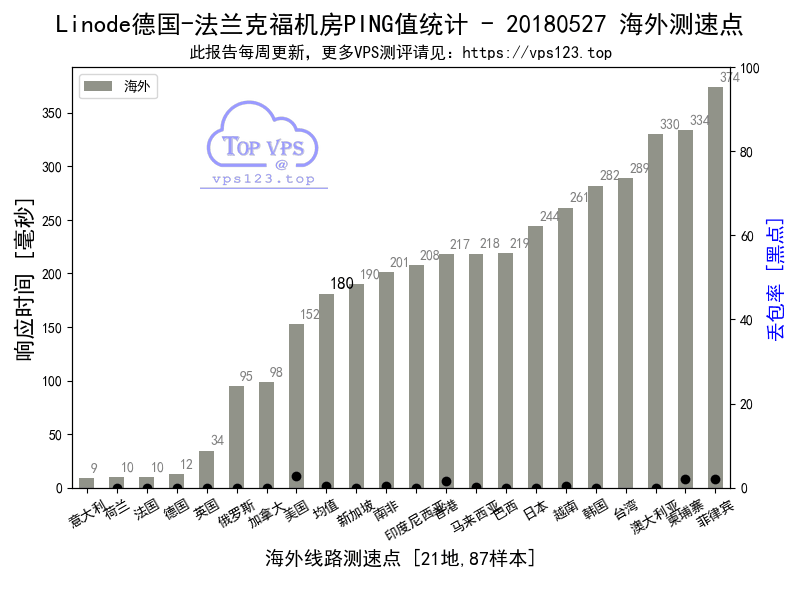 Linode德国-法兰克福机房PING值统计 - 20180527 海外测速点
此报告每周更新，更多VPS测评请见：https://vps123.top
海外
TOP VPS
@
vps123.top
响应时间 [毫秒]
350
300
250
200
150
100
50
0
9
10
10
12
34
95
98
152
180
190
201
208
217
218
219
244
261
282
289
330
334
374
100
80
60
40
20
0
丢包率 [黑点]
意大利
荷兰
法国
德国
英国
俄罗斯
加拿大
美国
均值
新加坡
南非
印度尼西亚
香港
马来西亚
巴西
日本
越南
韩国
台湾
澳大利亚
柬埔寨
菲律宾
海外线路测速点 [21地,87样本]